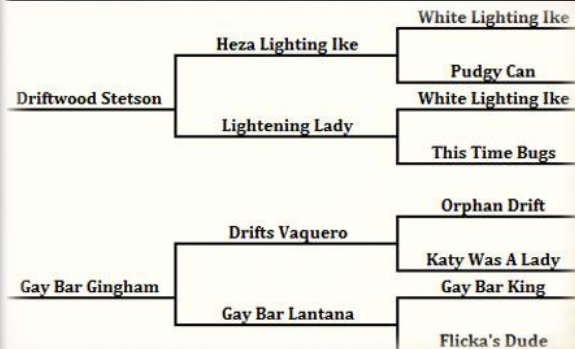 White Lighting Ike
Heza Lighting Ike
Pudgy Can
Driftwood Stetson
White Lighting Ike
Lightening Lady
This Time Bugs
Orphan Drift
Drifts Vaquero
Katy Was A Lady
Gay Bar Gingham
Gay Bar King
Gay Bar Lantana
Flicka's Dude